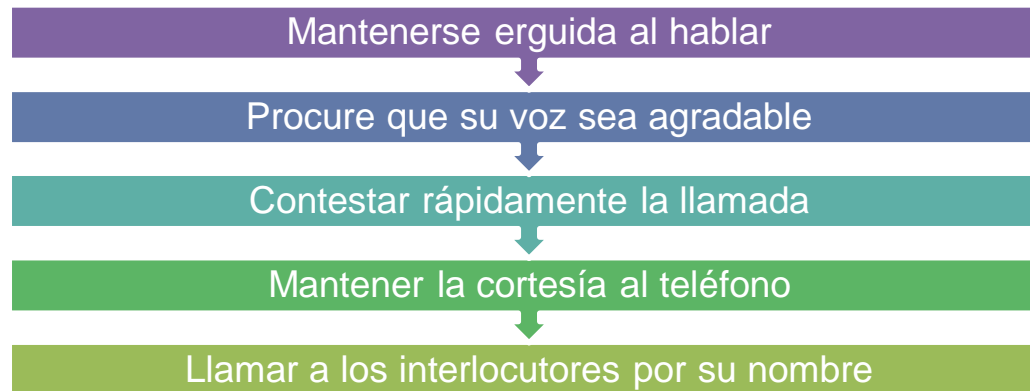 Mantenerse erguida al hablar
Procure que su voz sea agradable
Contestar rápidamente la llamada
Mantener la cortesía al teléfono
Llamar a los interlocutores por su nombre